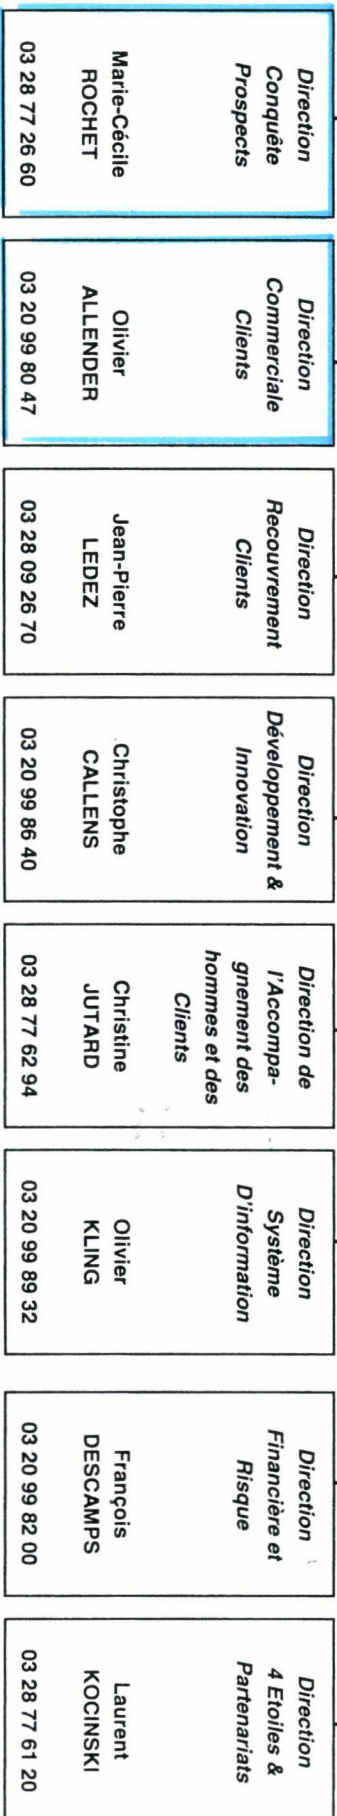 Direction
Conquête
Prospects
Marie-Cécile
ROCHET
03 28 77 26 60
Direction
Commerciale
Clients
Olivier
ALLENDER
03 20 99 80 47
Direction
Recouvrement
Clients
Jean-Pierre
LEDEZ
03 28 09 26 70
Direction
Développement &
Innovation
Christophe
CALLENS
03 20 99 86 40
Direction de
l'Accompa-
gnement des
hommes et des
Clients
Christine
JUTARD
03 28 77 62 94
Direction
Système
D'information
Olivier
KLING
03 20 99 89 32
Direction
Financière et
Risque
François
DESCAMPS
03 20 99 82 00
Direction
4 Etoiles &
Partenariats
Laurent
KOCINSKI
03 28 77 61 20